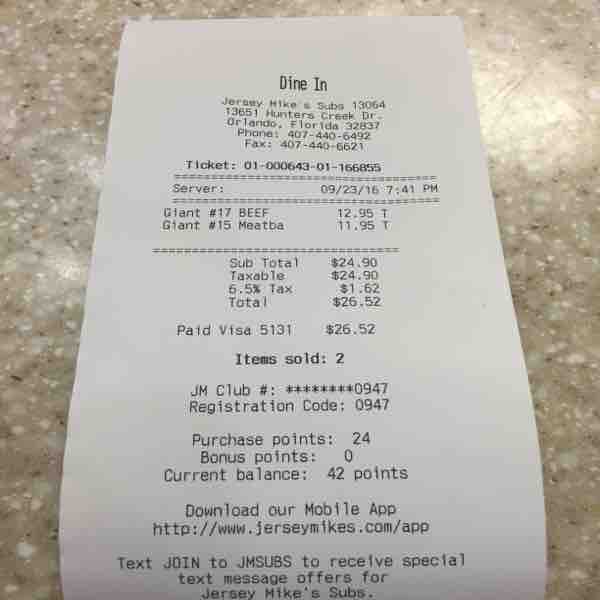 Dine In
Jersey Mike's Subs 13064
13651 Hunters Creek Dr.
Orlando, Florida 32837
Phone: 407-440-6492
Fax: 407-440-6621
Ticket: 01-000643-01-166855
======================================
Server: 09/23/16 7:41 PM
======================================
Giant #17 BEEF 12.95 T
Giant #15 Meatba 11.95 T
===================================
Sub Total $24.90
Taxable $24.90
6.5% Tax $1.62
Total $26.52
Paid Visa 5131 $26.52
Items sold: 2
JM Club #: ********0947
Registration Code: 0947
Purchase points: 24
Bonus points: 0
Current balance: 42 points
Download our Mobile App
http://www.jerseymikes.com/app
Text JOIN to JMSUBS to receive special
text message offers for
Jersey Mike's Subs.